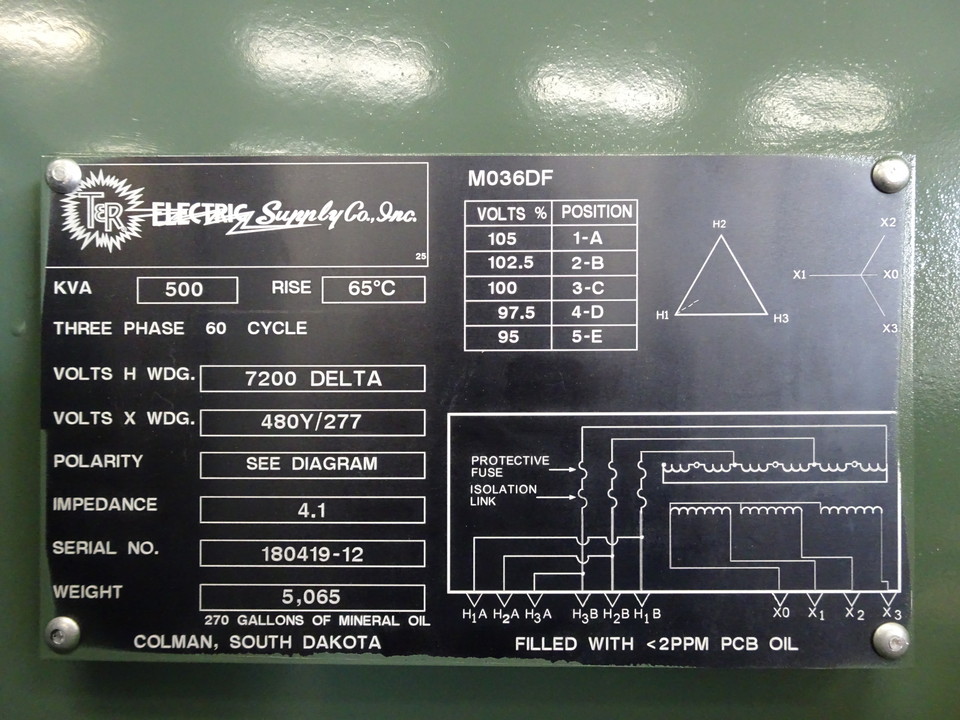 T&R ELECTRIC Supply Co., Inc.
25
KVA 500 RISE 65°C
THREE PHASE 60 CYCLE
VOLTS H WDG. 7200 DELTA
VOLTS X WDG. 480Y/277
POLARITY SEE DIAGRAM
IMPEDANCE 4.1
SERIAL NO. 180419-12
WEIGHT 5,065
270 GALLONS OF MINERAL OIL
COLMAN, SOUTH DAKOTA
M036DF
VOLTS % POSITION
105 1-A
102.5 2-B
100 3-C
97.5 4-D
95 5-E
H2
H1 H3
X2
X1 X0
X3
PROTECTIVE
FUSE
ISOLATION
LINK
H1A H2A H3A H3B H2B H1B X0 X1 X2 X3
FILLED WITH <2PPM PCB OIL